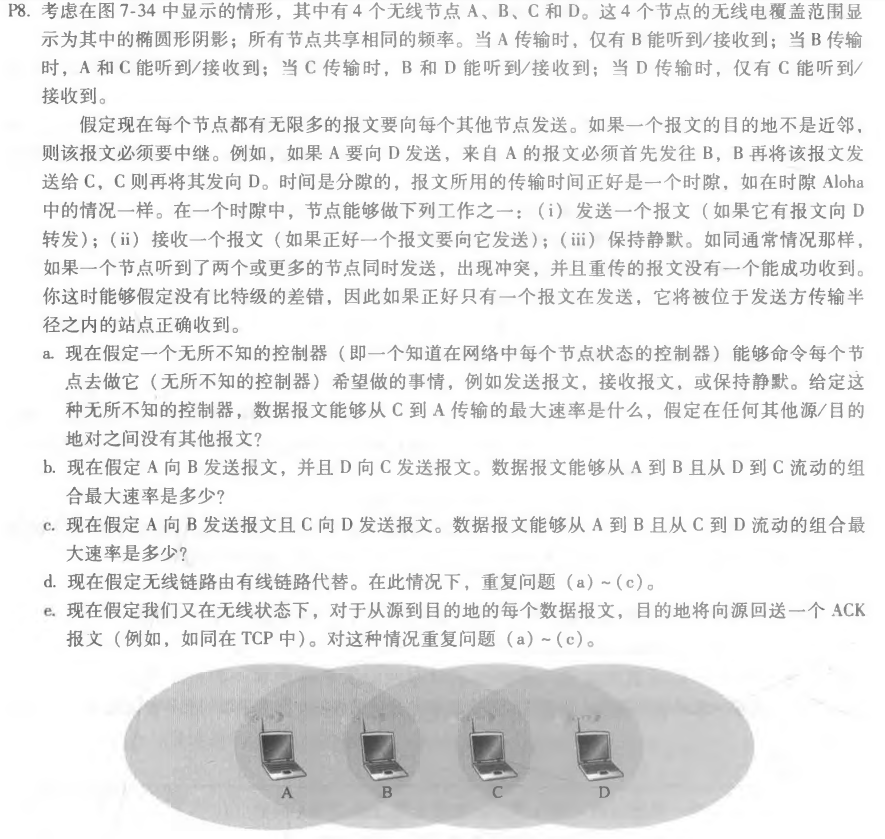 P8. 考虑在图 7-34 中显示的情形，其中有 4 个无线节点 A、B、C 和 D。这 4 个节点的无线电覆盖范围显
示为其中的椭圆形阴影；所有节点共享相同的频率。当 A 传输时，仅有 B 能听到/接收到；当 B 传输
时，A 和 C 能听到/接收到；当 C 传输时，B 和 D 能听到/接收到；当 D 传输时，仅有 C 能听到/
接收到。
假定现在每个节点都有无限多的报文要向每个其他节点发送。如果一个报文的目的地不是近邻，
则该报文必须要中继。例如，如果 A 要向 D 发送，来自 A 的报文必须首先发往 B，B 再将该报文发
送给 C，C 则再将其发向 D。时间是分隙的，报文所用的传输时间正好是一个时隙，如在时隙 Aloha
中的情况一样。在一个时隙中，节点能够做下列工作之一：（i）发送一个报文（如果它有报文向 D
转发）；（ii）接收一个报文（如果正好一个报文要向它发送）；（iii）保持静默。如同通常情况那样，
如果一个节点听到了两个或更多的节点同时发送，出现冲突，并且重传的报文没有一个能成功收到。
你这时能够假定没有比特级的差错，因此如果正好只有一个报文在发送，它将被位于发送方传输半
径之内的站点正确收到。
a. 现在假定一个无所不知的控制器（即一个知道在网络中每个节点状态的控制器）能够命令每个节
点去做它（无所不知的控制器）希望做的事情，例如发送报文，接收报文，或保持静默。给定这
种无所不知的控制器，数据报文能够从 C 到 A 传输的最大速率是什么，假定在任何其他源/目的
地对之间没有其他报文？
b. 现在假定 A 向 B 发送报文，并且 D 向 C 发送报文。数据报文能够从 A 到 B 且从 D 到 C 流动的组
合最大速率是多少？
c. 现在假定 A 向 B 发送报文且 C 向 D 发送报文。数据报文能够从 A 到 B 且从 C 到 D 流动的组合最
大速率是多少？
d. 现在假定无线链路由有线链路代替。在此情况下，重复问题（a）~（c）。
e. 现在假定我们又在无线状态下，对于从源到目的地的每个数据报文，目的地将向源回送一个 ACK
报文（例如，如同在 TCP 中）。对这种情况重复问题（a）~（c）。
A B C D